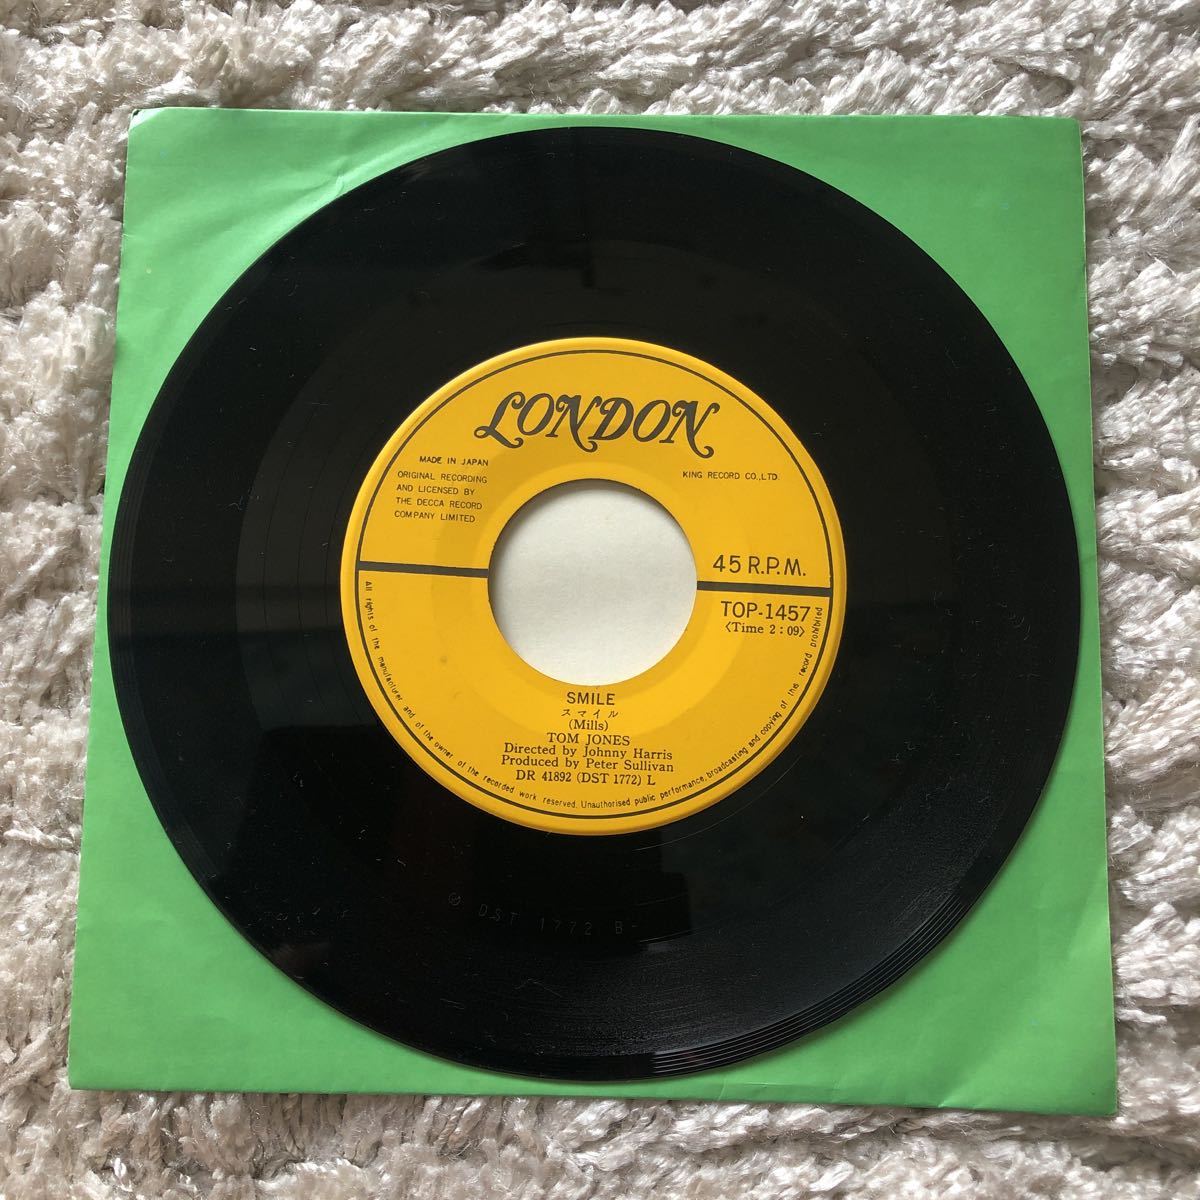 LONDON
MADE IN JAPAN
ORIGINAL RECORDING
AND LICENSED BY
THE DECCA RECORD
COMPANY LIMITED
KING RECORD CO.,LTD.
45 R.P.M.
TOP-1457
〈Time 2 : 09〉
SMILE
スマイル
(Mills)
TOM JONES
Directed by Johnny Harris
Produced by Peter Sullivan
DR 41892 (DST 1772) L
All rights of the manufacturer and of the owner of the recorded work reserved. Unauthorised public performance, broadcasting and copying of this record prohibited
DST 1772 B-